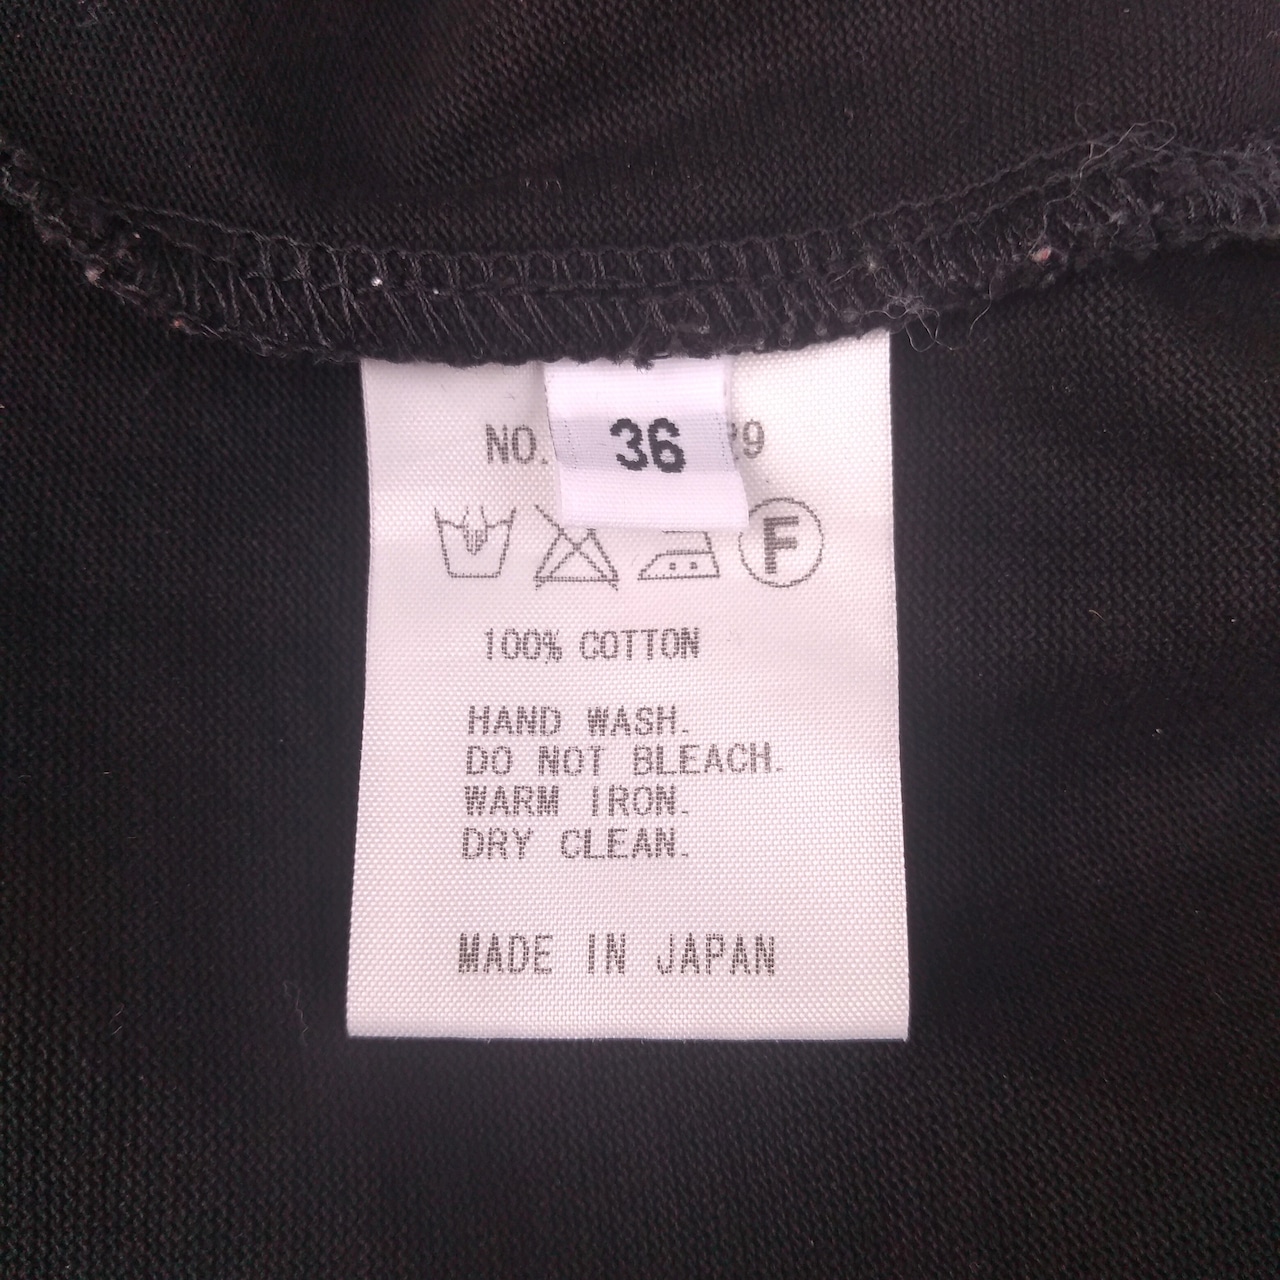 NO.
36
F
100% COTTON
HAND WASH.
DO NOT BLEACH.
WARM IRON.
DRY CLEAN.
MADE IN JAPAN